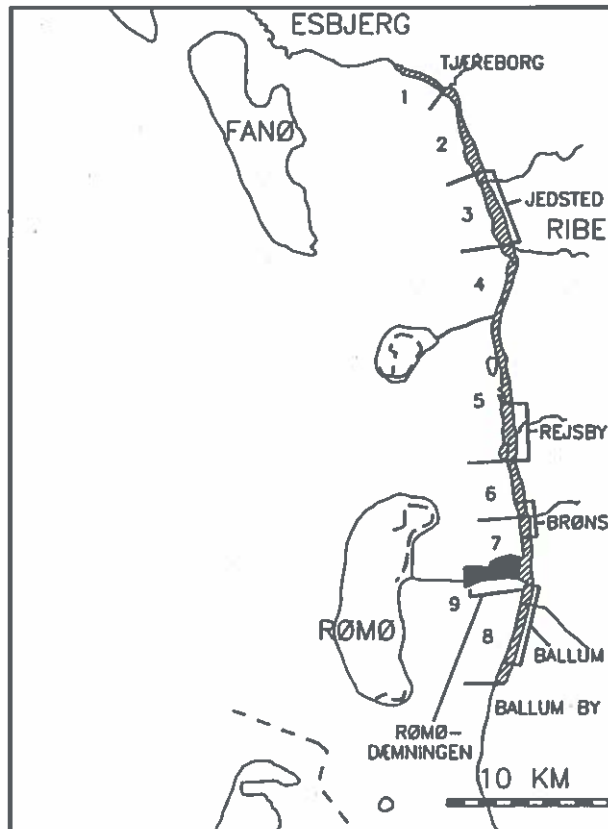 ESBJERG
TJÆREBORG
1
FANØ
2
JEDSTED
3
RIBE
4
5
REJSBY
6
BRØNS
7
9
RØMØ
8
BALLUM
BALLUM BY
RØMØ-
DÆMNINGEN
10 KM